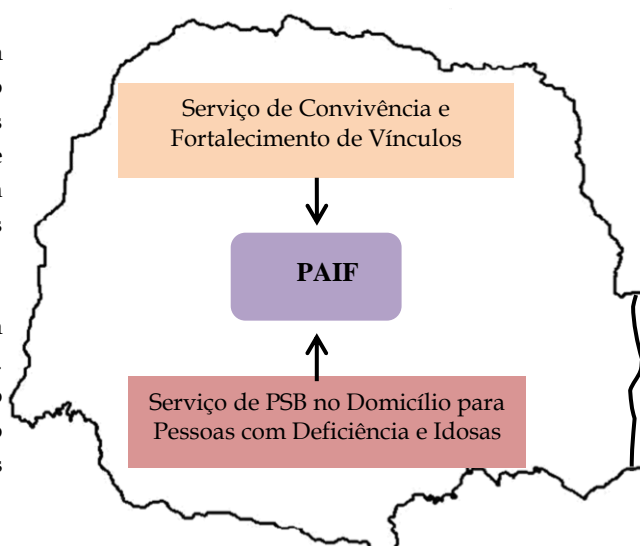 Serviço de Convivência e
Fortalecimento de Vínculos
PAIF
Serviço de PSB no Domicílio para
Pessoas com Deficiência e Idosas